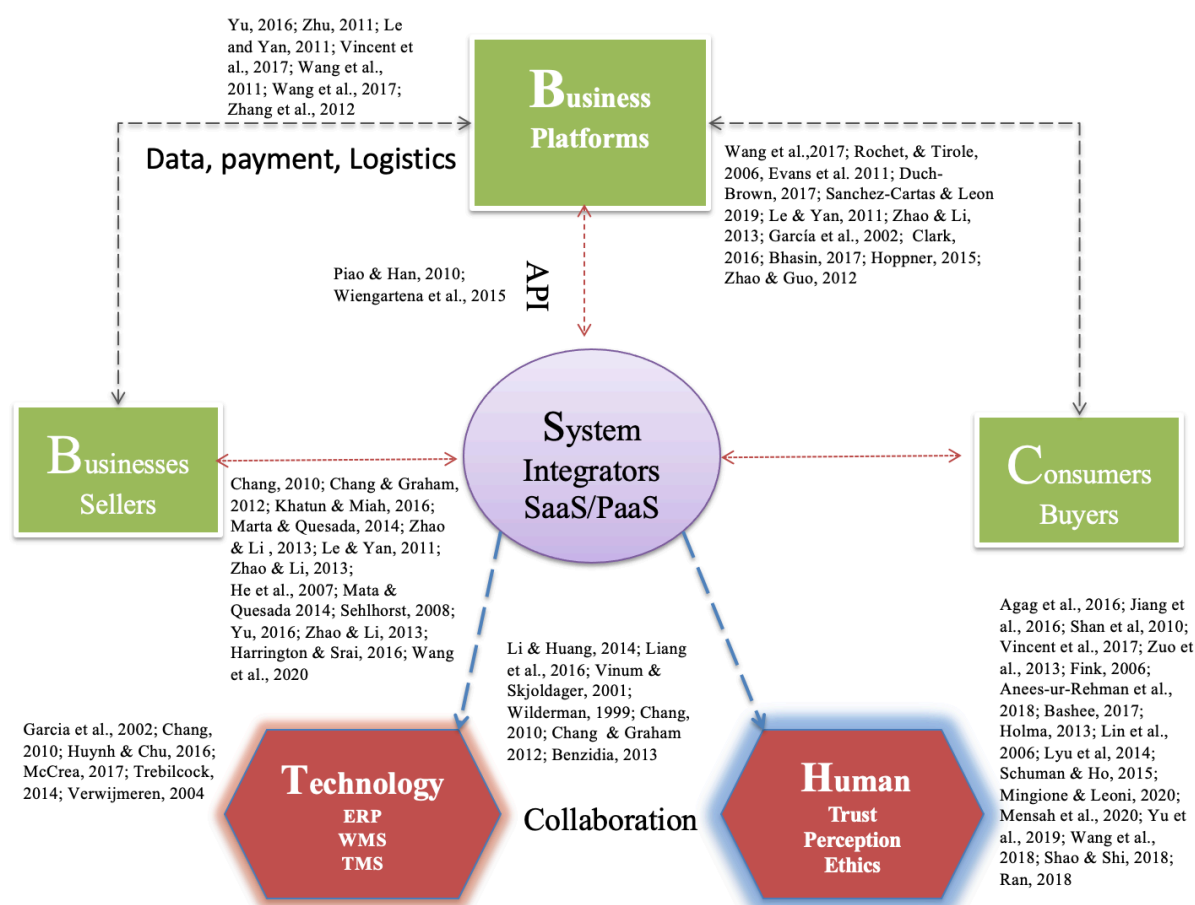 Yu, 2016; Zhu, 2011; Le
and Yan, 2011; Vincent et
al., 2017; Wang et al.,
2011; Wang et al., 2017;
Zhang et al., 2012
Business
Platforms
Data, payment, Logistics
Wang et al.,2017; Rochet, & Tirole,
2006, Evans et al. 2011; Duch-
Brown, 2017; Sanchez-Cartas & Leon
2019; Le & Yan, 2011; Zhao & Li,
2013; García et al., 2002;  Clark,
2016; Bhasin, 2017; Hoppner, 2015;
Zhao & Guo, 2012
Piao & Han, 2010;
Wiengartena et al., 2015
API
Businesses
Sellers
System
Integrators
SaaS/PaaS
Consumers
Buyers
Chang, 2010; Chang & Graham,
2012; Khatun & Miah, 2016;
Marta & Quesada, 2014; Zhao
& Li , 2013; Le & Yan, 2011;
Zhao & Li, 2013;
He et al., 2007; Mata &
Quesada 2014; Sehlhorst, 2008;
Yu, 2016; Zhao & Li, 2013;
Harrington & Srai, 2016; Wang
et al., 2020
Li & Huang, 2014; Liang
et al., 2016; Vinum &
Skjoldager, 2001;
Wilderman, 1999; Chang,
2010; Chang  & Graham
2012; Benzidia, 2013
Agag et al., 2016; Jiang et
al., 2016; Shan et al, 2010;
Vincent et al., 2017; Zuo et
al., 2013; Fink, 2006;
Anees-ur-Rehman et al.,
2018; Bashee, 2017;
Holma, 2013; Lin et al.,
2006; Lyu et al, 2014;
Schuman & Ho, 2015;
Mingione & Leoni, 2020;
Mensah et al., 2020; Yu et
al., 2019; Wang et al.,
2018; Shao & Shi, 2018;
Ran, 2018
Garcia et al., 2002; Chang,
2010; Huynh & Chu, 2016;
McCrea, 2017; Trebilcock,
2014; Verwijmeren, 2004
Technology
ERP
WMS
TMS
Collaboration
Human
Trust
Perception
Ethics